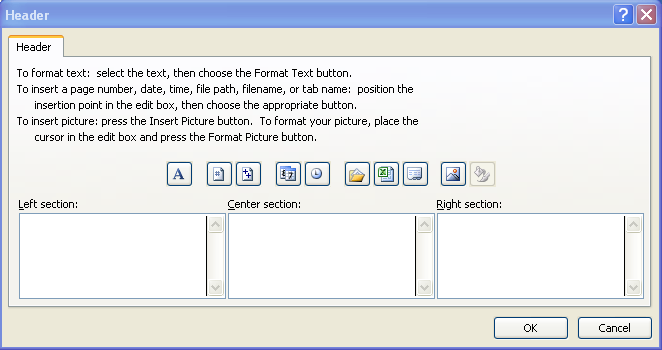 Header
Header
To format text:  select the text, then choose the Format Text button.
To insert a page number, date, time, file path, filename, or tab name:  position the
insertion point in the edit box, then choose the appropriate button.
To insert picture: press the Insert Picture button.  To format your picture, place the
cursor in the edit box and press the Format Picture button.
A # 7
Left section: Center section: Right section:
OK Cancel